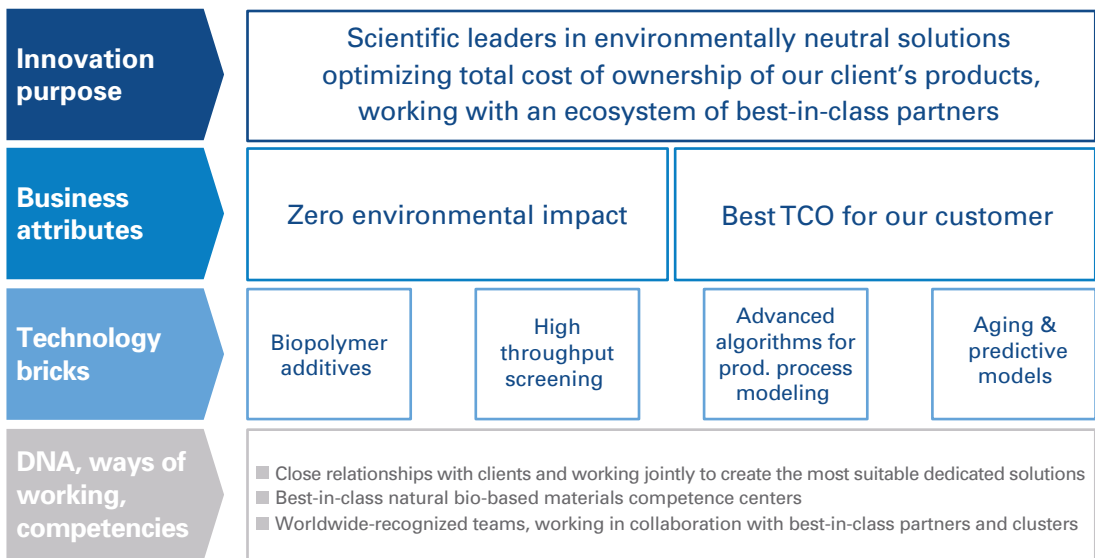 Innovation
purpose
Scientific leaders in environmentally neutral solutions
optimizing total cost of ownership of our client's products,
working with an ecosystem of best-in-class partners
Business
attributes
Zero environmental impact
Best TCO for our customer
Technology
bricks
Biopolymer
additives
High
throughput
screening
Advanced
algorithms for
prod. process
modeling
Aging &
predictive
models
DNA, ways of
working,
competencies
Close relationships with clients and working jointly to create the most suitable dedicated solutions
Best-in-class natural bio-based materials competence centers
Worldwide-recognized teams, working in collaboration with best-in-class partners and clusters